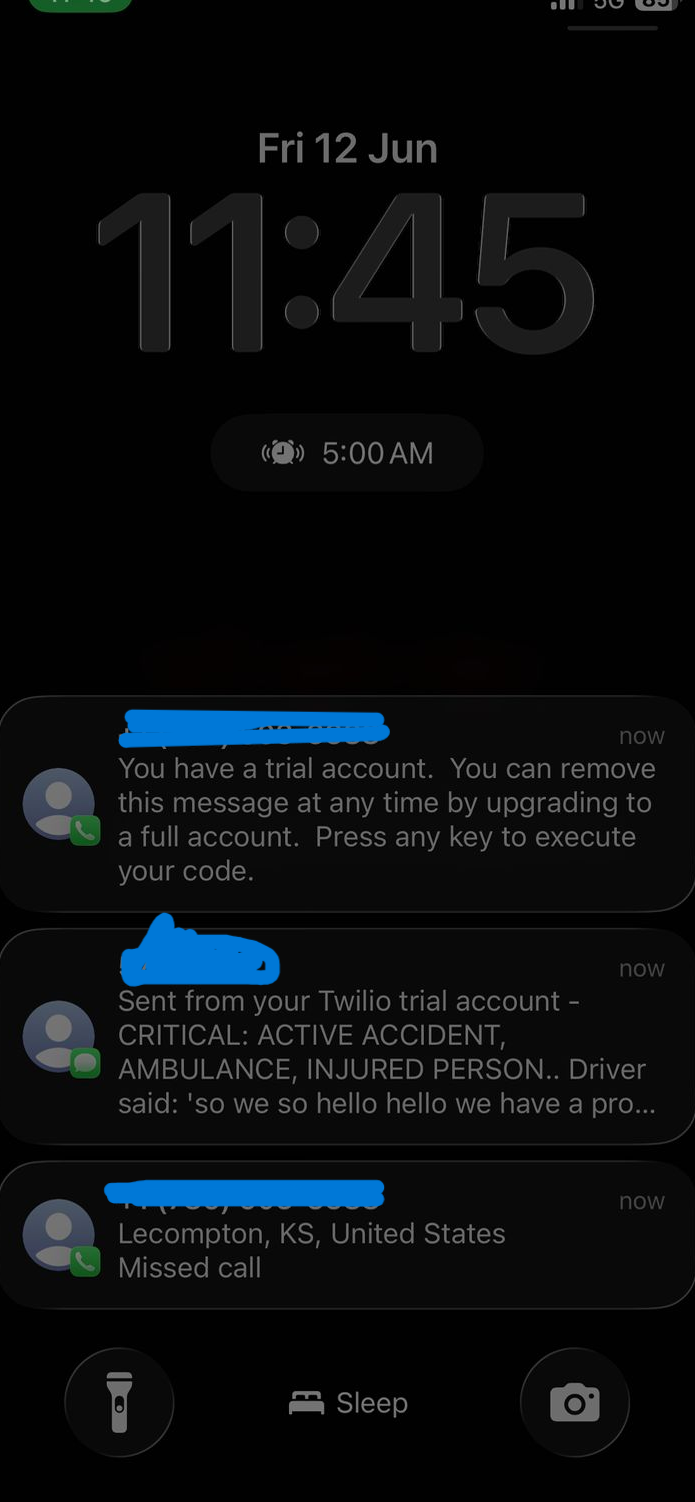 5G 85
Fri 12 Jun
11:45
5:00 AM
now
You have a trial account. You can remove
this message at any time by upgrading to
a full account. Press any key to execute
your code.
now
Sent from your Twilio trial account -
CRITICAL: ACTIVE ACCIDENT,
AMBULANCE, INJURED PERSON.. Driver
said: 'so we so hello hello we have a pro...
now
Lecompton, KS, United States
Missed call
Sleep